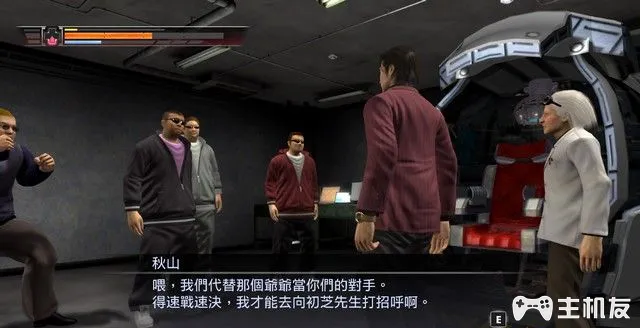 秋山
喂，我們代替那個爺爺當你們的對手。
得速戰速決，我才能去向初芝先生打招呼啊。
E
主机友